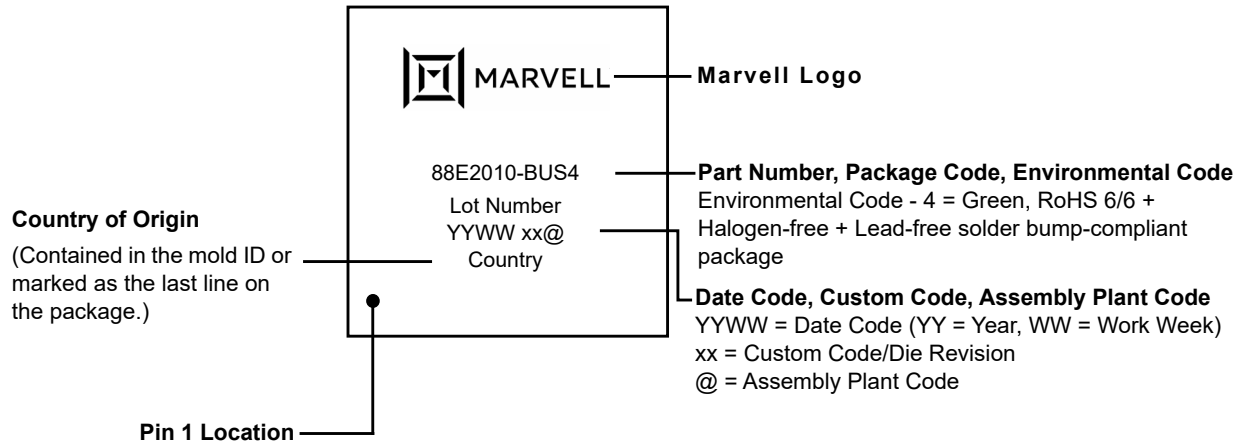 MARVELL
Marvell Logo
88E2010-BUS4
Lot Number
YYWW xx@
Country
Part Number, Package Code, Environmental Code
Environmental Code - 4 = Green, RoHS 6/6 +
Halogen-free + Lead-free solder bump-compliant
package
Country of Origin
(Contained in the mold ID or
marked as the last line on
the package.)
Date Code, Custom Code, Assembly Plant Code
YYWW = Date Code (YY = Year, WW = Work Week)
xx = Custom Code/Die Revision
@ = Assembly Plant Code
Pin 1 Location